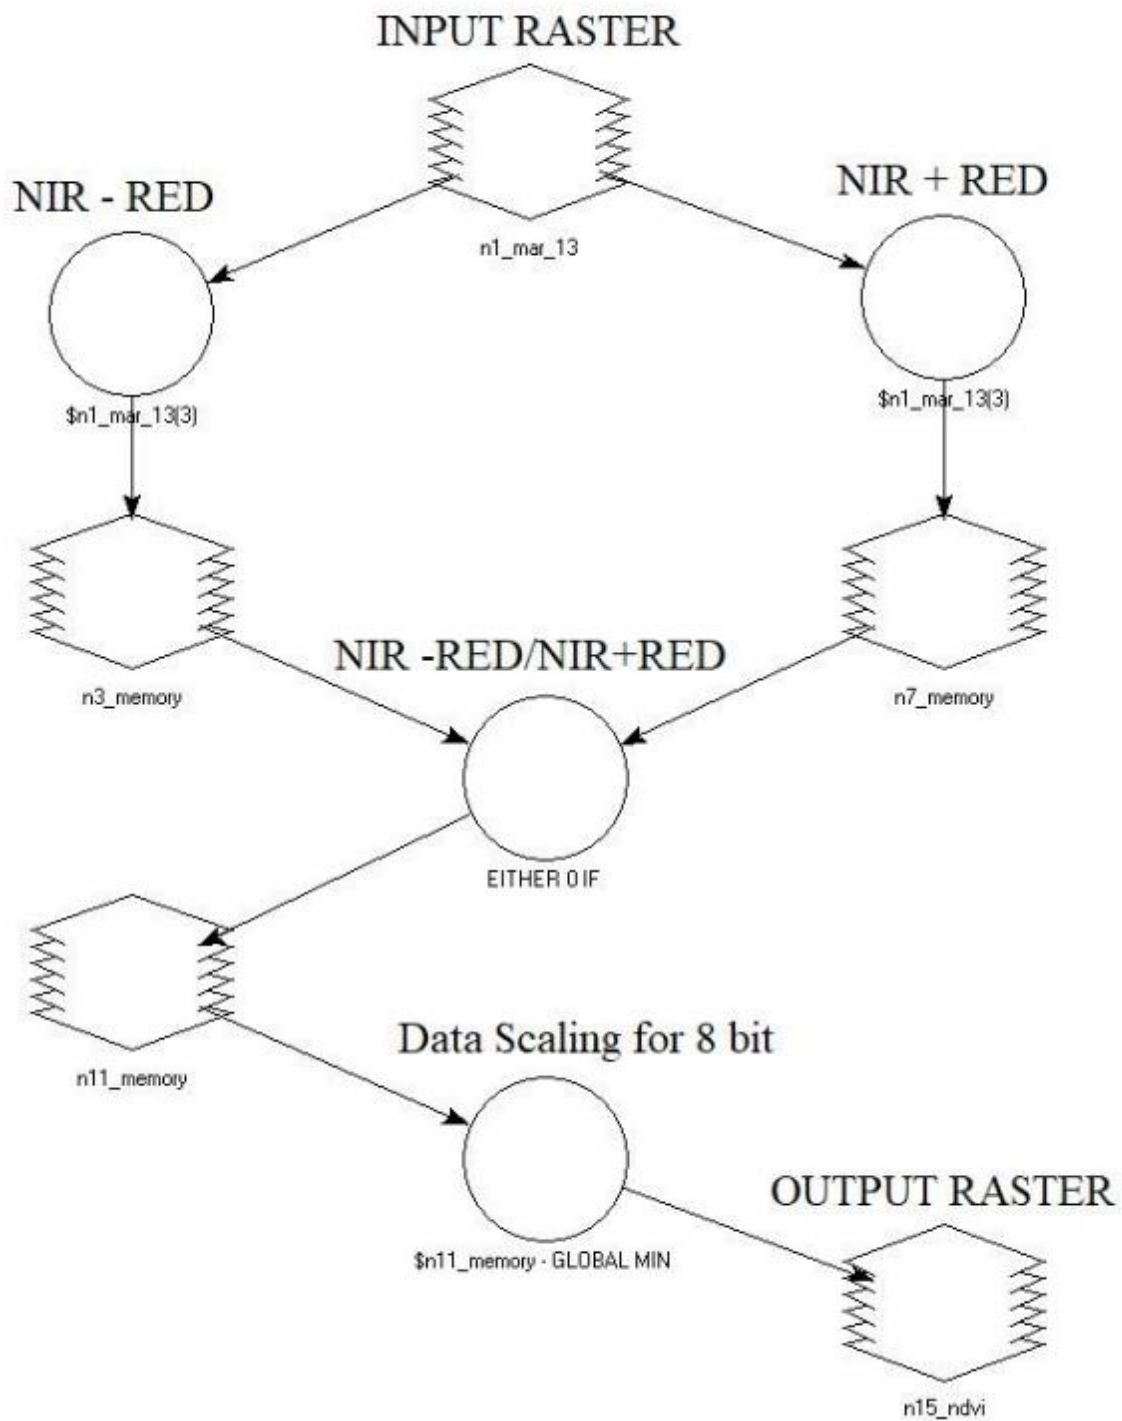 INPUT RASTER
n1_mar_13
NIR - RED
$n1_mar_13(3)
NIR + RED
$n1_mar_13(3)
n3_memory
n7_memory
NIR -RED/NIR+RED
EITHER 0 IF
n11_memory
Data Scaling for 8 bit
$n11_memory - GLOBAL MIN
OUTPUT RASTER
n15_ndvi